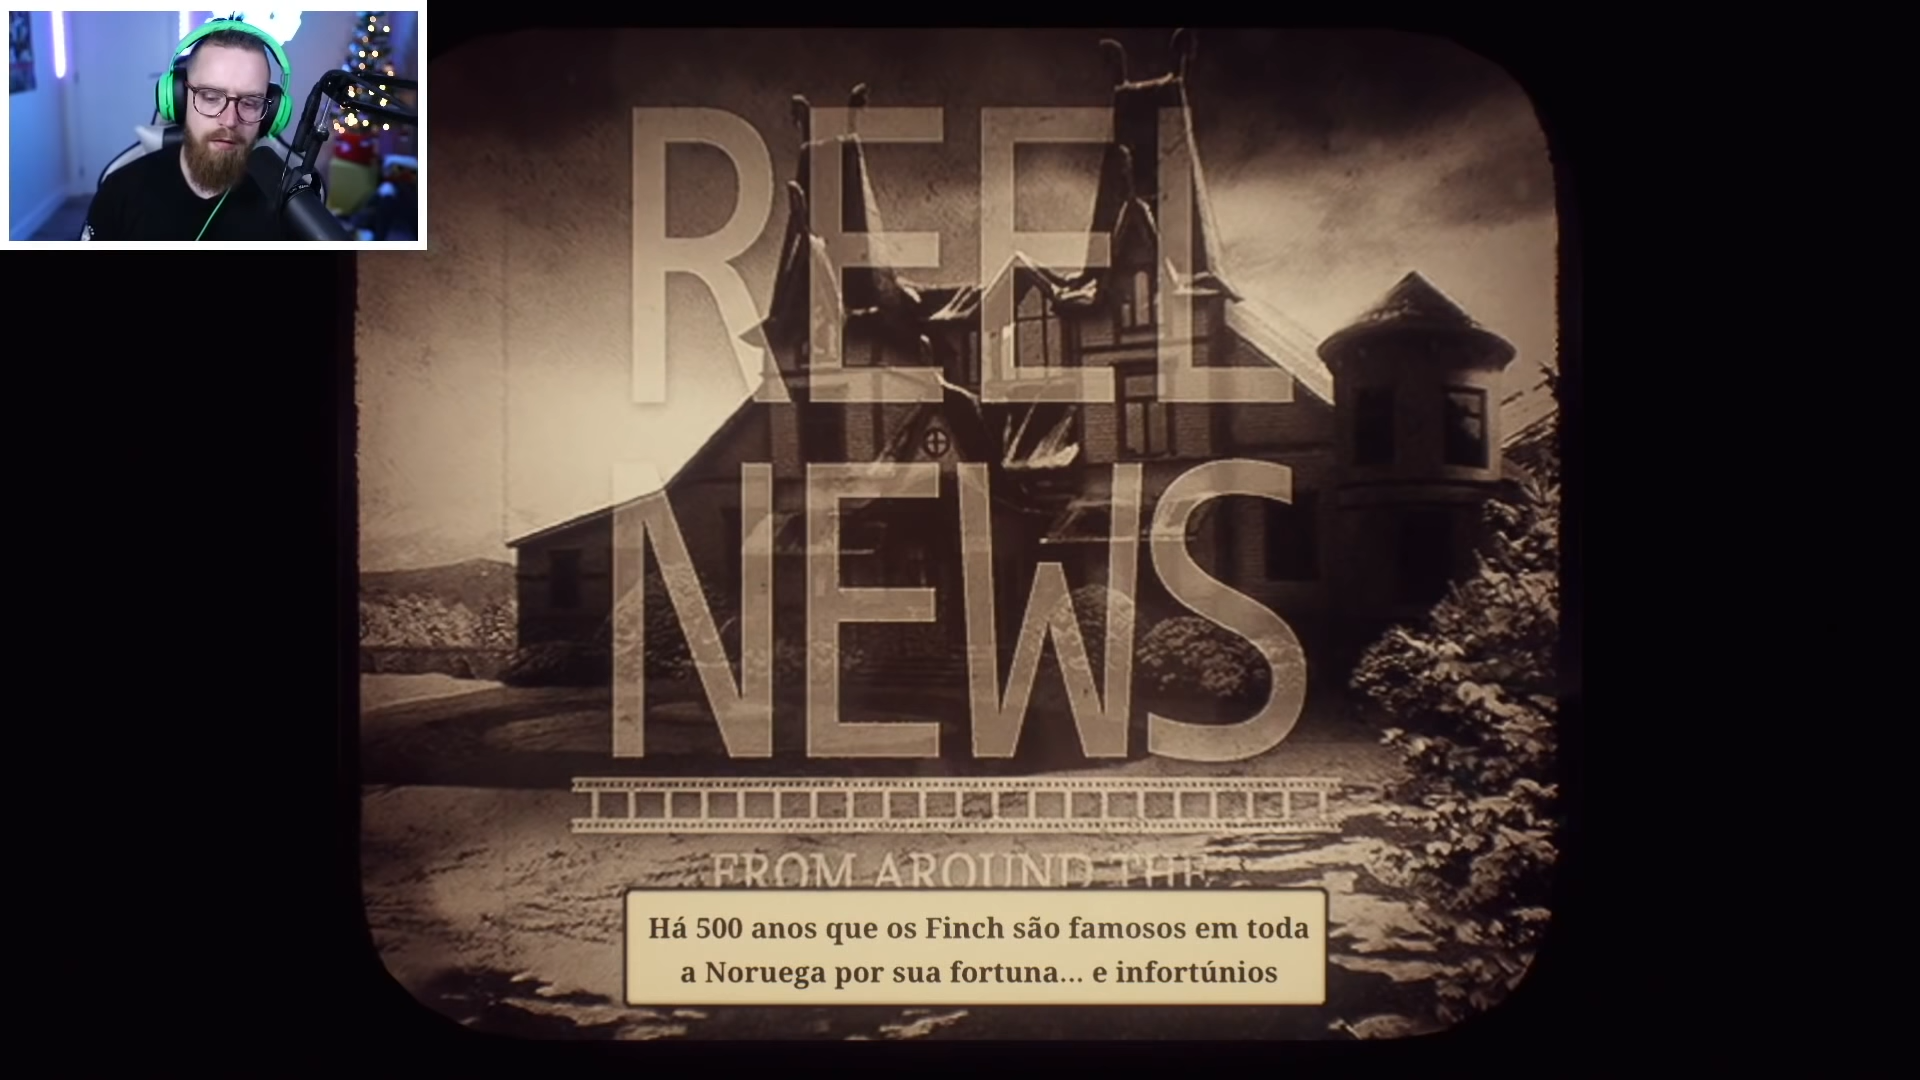 REEL
NEWS
FROM AROUND THE
Há 500 anos que os Finch são famosos em toda
a Noruega por sua fortuna... e infortúnios